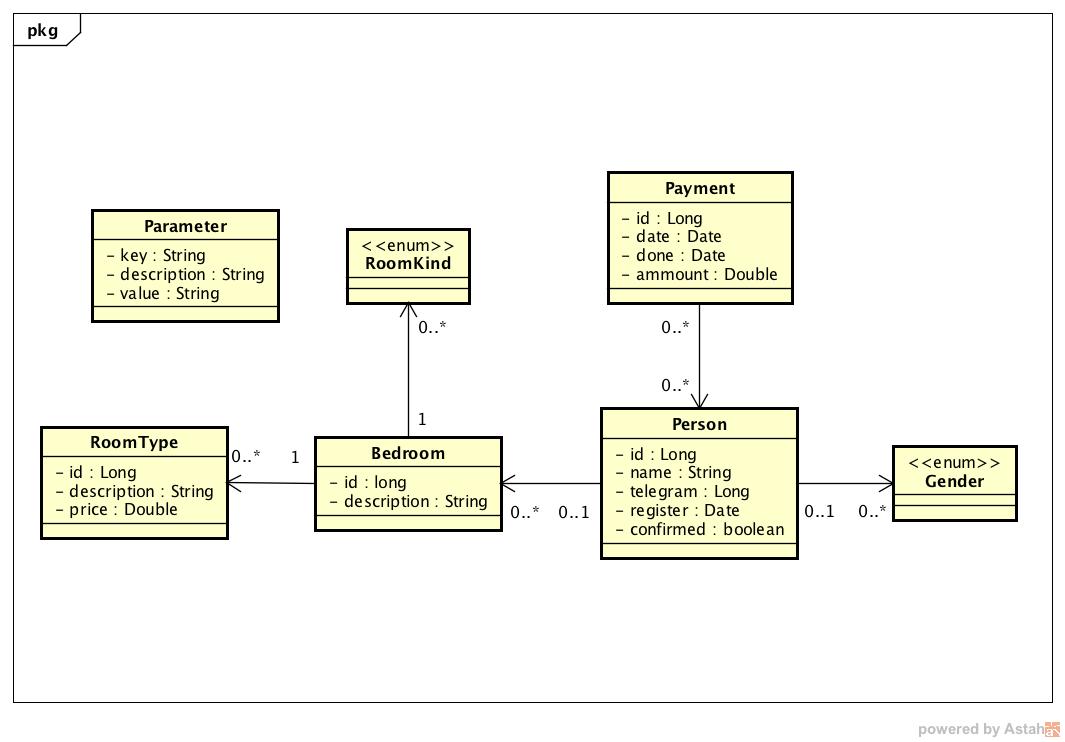 pkg
Parameter
- key : String
- description : String
- value : String
<<enum>>
RoomKind
Payment
- id : Long
- date : Date
- done : Date
- ammount : Double
0..*
0..*
0..*
1
RoomType
- id : Long
- description : String
- price : Double
0..*
1
Bedroom
- id : long
- description : String
0..*
0..1
Person
- id : Long
- name : String
- telegram : Long
- register : Date
- confirmed : boolean
0..1
0..*
<<enum>>
Gender
powered by Astah